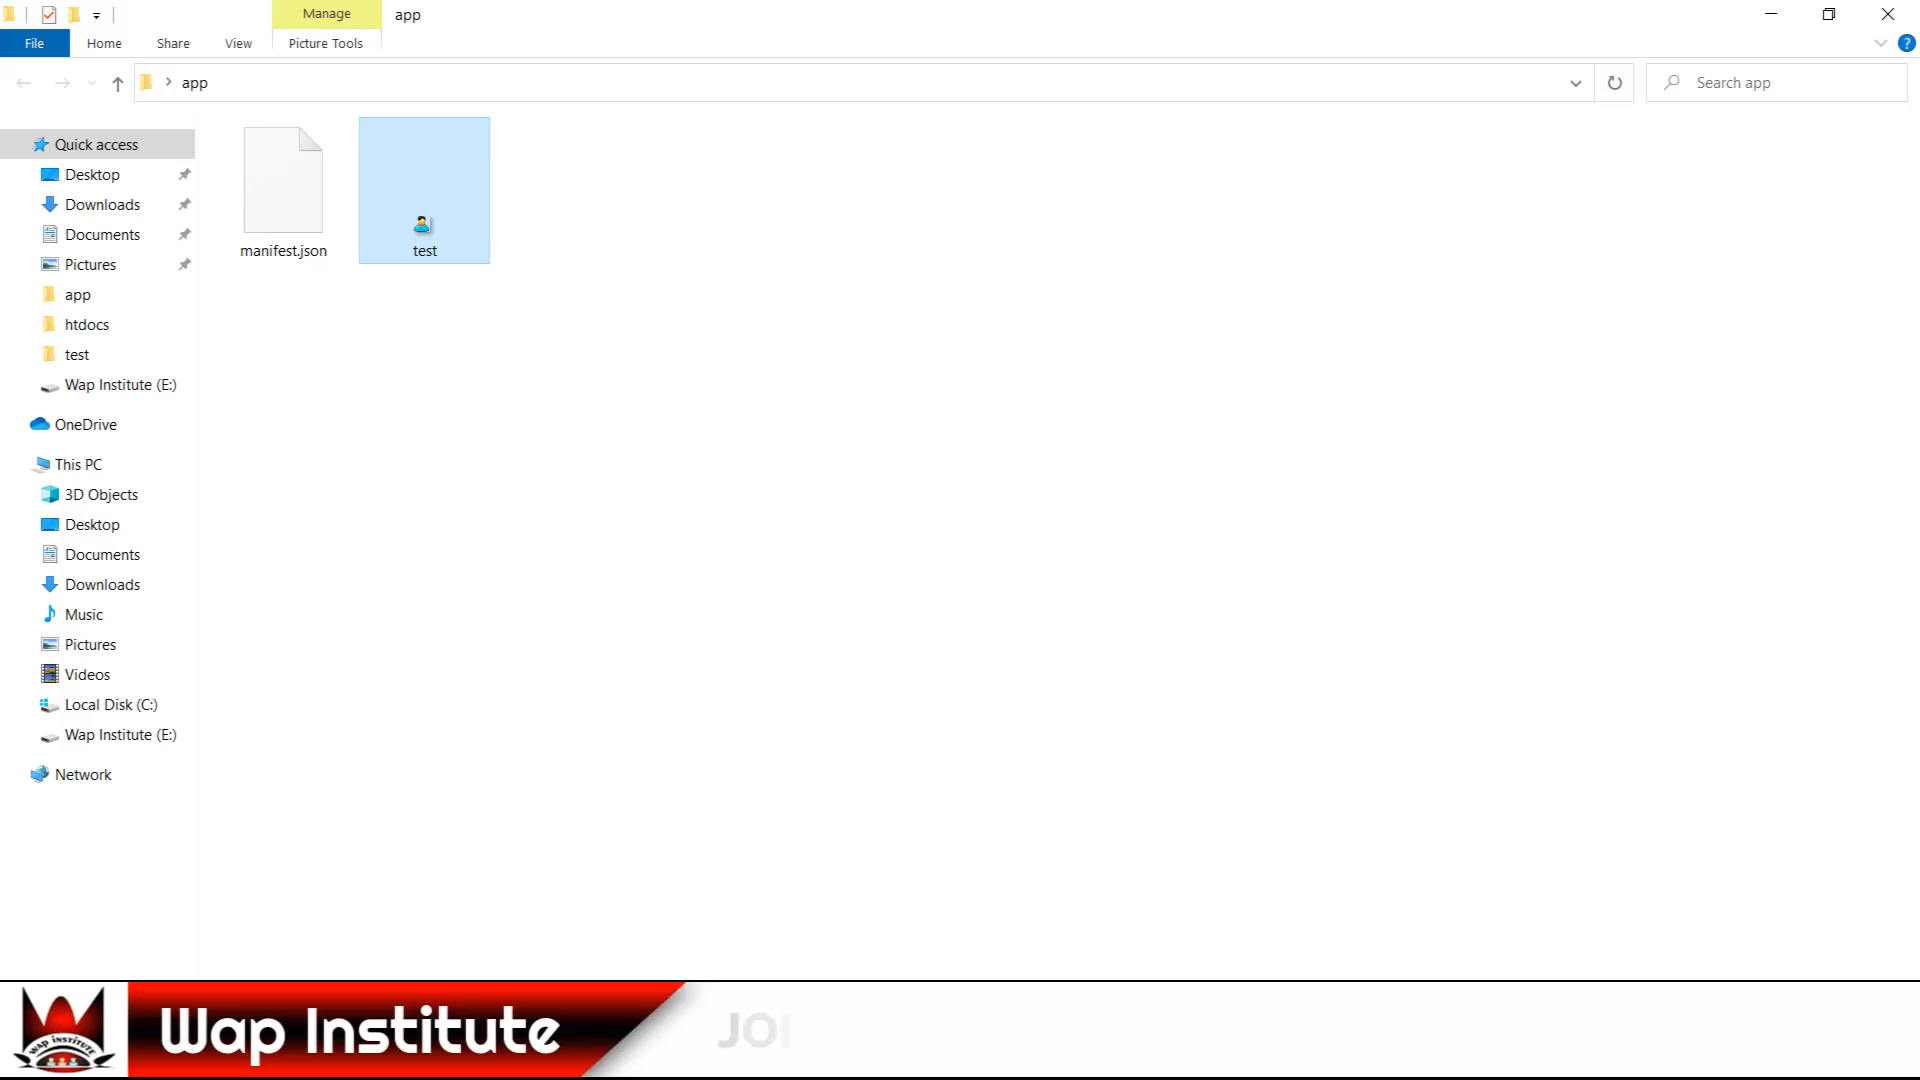 Manage
app
File
Home
Share
View
Picture Tools
?
app
Search app
Quick access
Desktop
Downloads
Documents
Pictures
app
htdocs
test
Wap Institute (E:)
OneDrive
This PC
3D Objects
Desktop
Documents
Downloads
Music
Pictures
Videos
Local Disk (C:)
Wap Institute (E:)
Network
manifest.json
test
WAP INSTITUTE
Wap Institute